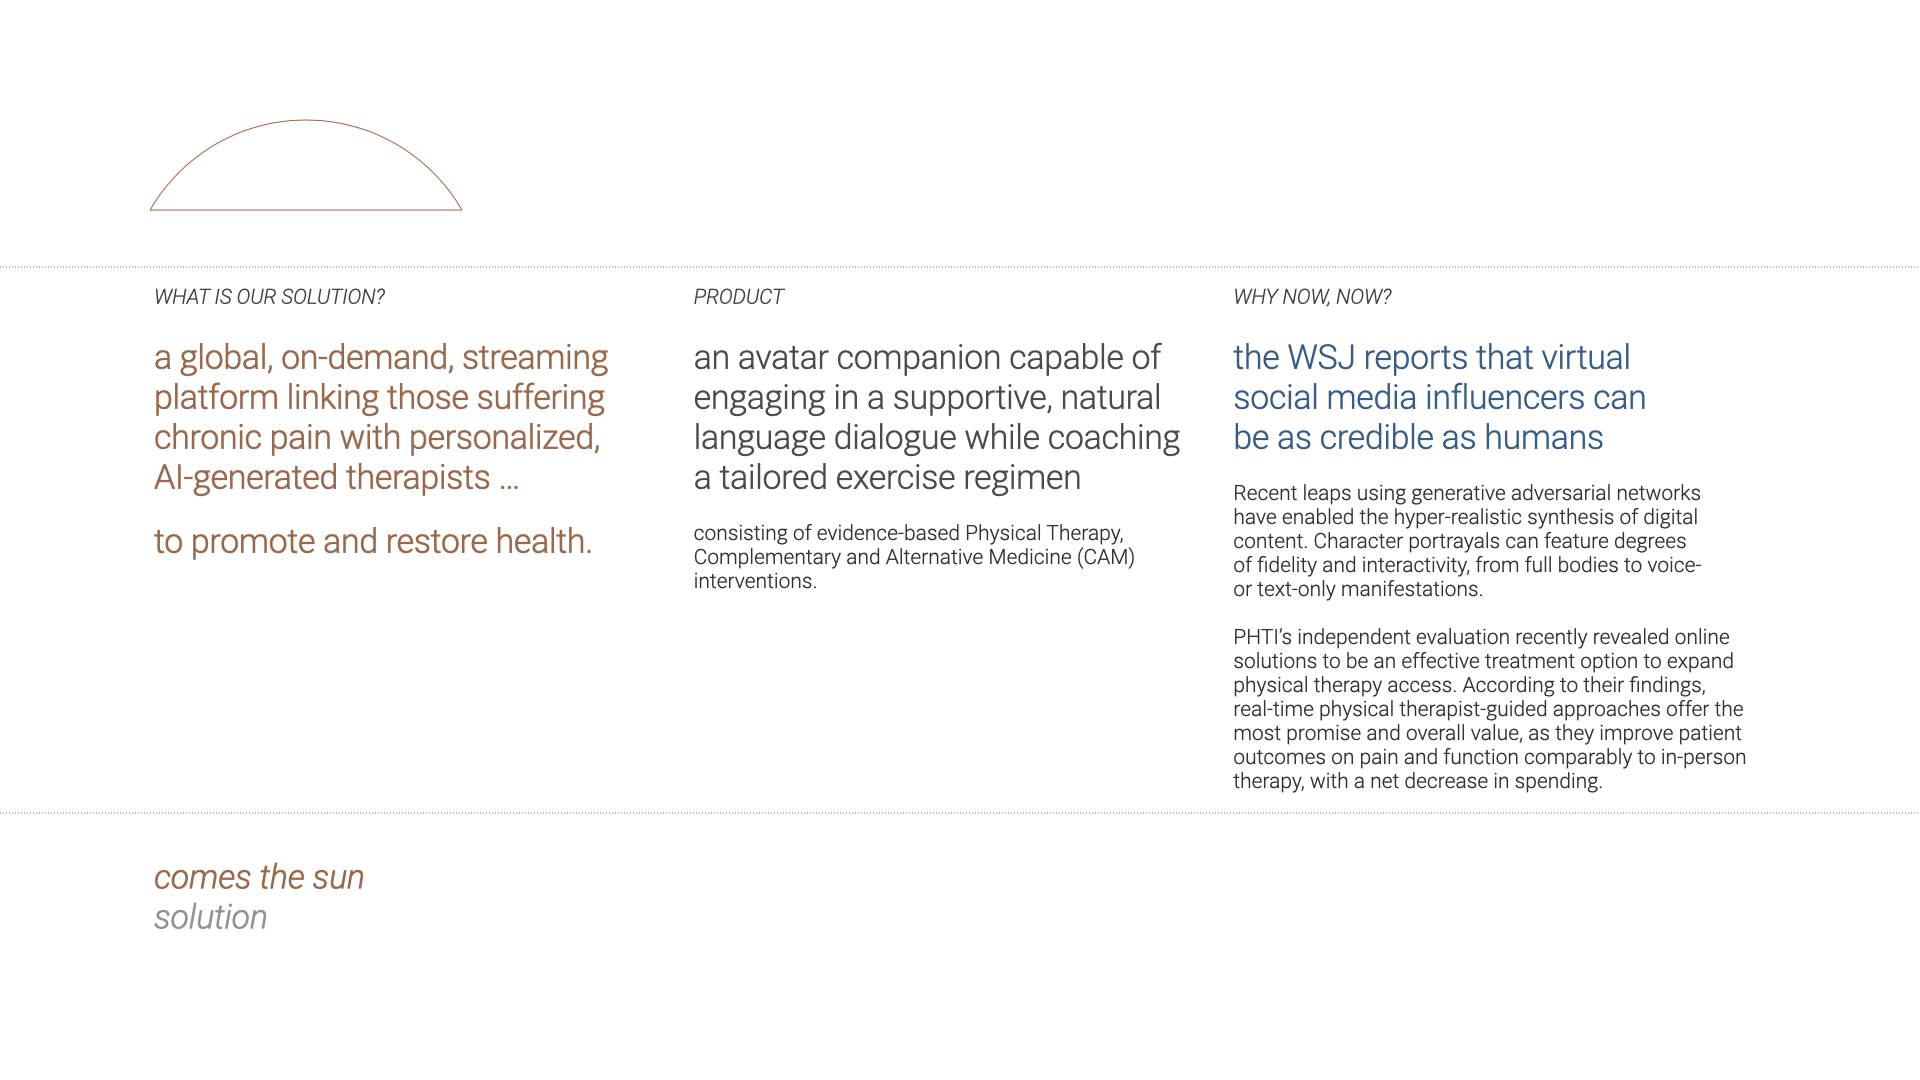 WHAT IS OUR SOLUTION?
a global, on-demand, streaming
platform linking those suffering
chronic pain with personalized,
AI-generated therapists ...
to promote and restore health.
PRODUCT
an avatar companion capable of
engaging in a supportive, natural
language dialogue while coaching
a tailored exercise regimen
consisting of evidence-based Physical Therapy,
Complementary and Alternative Medicine (CAM)
interventions.
WHY NOW, NOW?
the WSJ reports that virtual
social media influencers can
be as credible as humans
Recent leaps using generative adversarial networks
have enabled the hyper-realistic synthesis of digital
content. Character portrayals can feature degrees
of fidelity and interactivity, from full bodies to voice-
or text-only manifestations.
PHTI’s independent evaluation recently revealed online
solutions to be an effective treatment option to expand
physical therapy access. According to their findings,
real-time physical therapist-guided approaches offer the
most promise and overall value, as they improve patient
outcomes on pain and function comparably to in-person
therapy, with a net decrease in spending.
comes the sun
solution